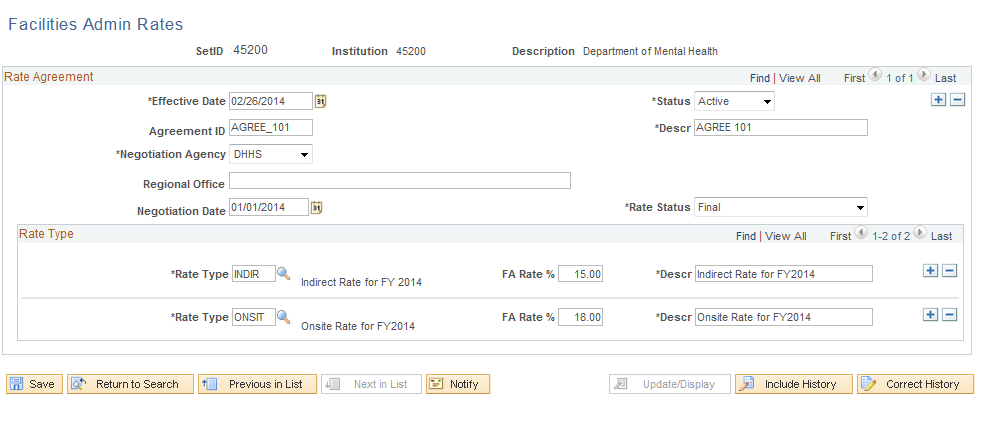 Facilities Admin Rates
SetID 45200 Institution 45200 Description Department of Mental Health
Rate Agreement Find | View All First 1 of 1 Last
*Effective Date 02/26/2014 31 *Status Active
Agreement ID AGREE_101 *Descr AGREE 101
*Negotiation Agency DHHS
Regional Office
Negotiation Date 01/01/2014 31 *Rate Status Final
Rate Type Find | View All First 1-2 of 2 Last
*Rate Type INDIR Indirect Rate for FY 2014 FA Rate % 15.00 *Descr Indirect Rate for FY2014
*Rate Type ONSIT Onsite Rate for FY2014 FA Rate % 18.00 *Descr Onsite Rate for FY2014
Save Return to Search Previous in List Next in List Notify Update/Display Include History Correct History